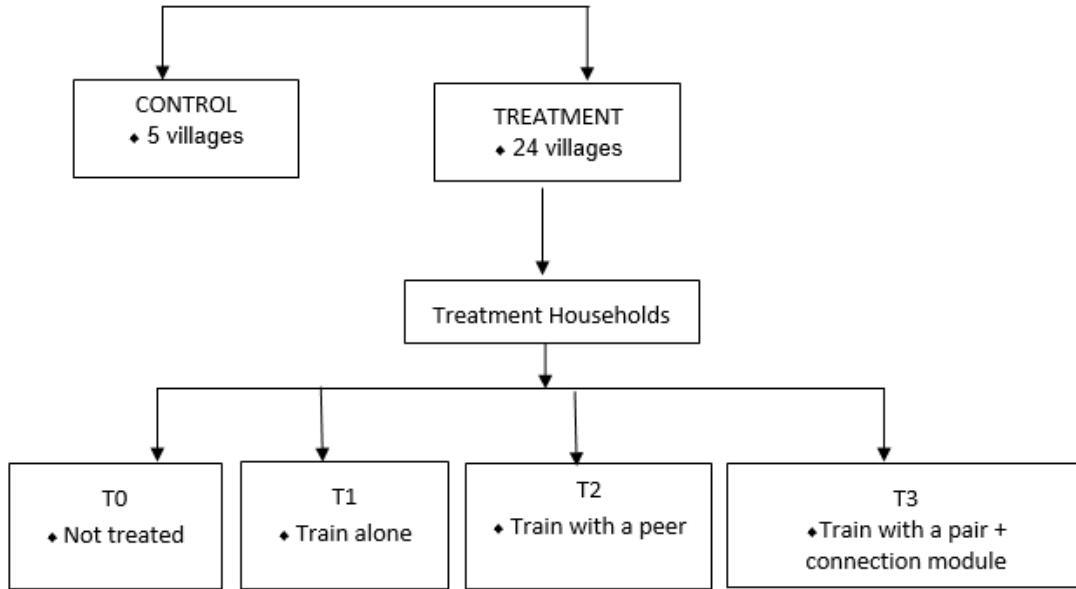 CONTROL
⬥ 5 villages
TREATMENT
⬥ 24 villages
Treatment Households
T0
⬥ Not treated
T1
⬥ Train alone
T2
⬥ Train with a peer
T3
⬥Train with a pair +
connection module